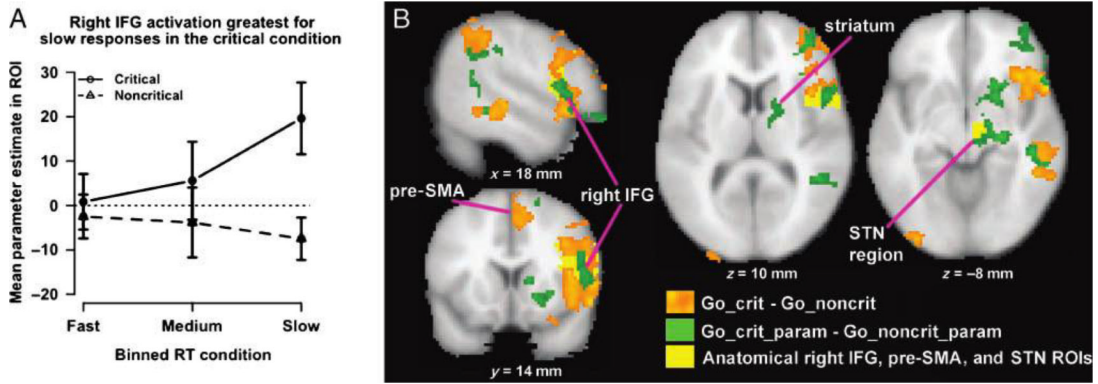 A
Right IFG activation greatest for
slow responses in the critical condition
Mean parameter estimate in ROI
30
20
10
0
−10
−20
Critical
Noncritical
Fast
Medium
Slow
Binned RT condition
B
striatum
x = 18 mm
pre-SMA
right IFG
STN
region
y = 14 mm
z = 10 mm
z = −8 mm
Go_crit - Go_noncrit
Go_crit_param - Go_noncrit_param
Anatomical right IFG, pre-SMA, and STN ROIs